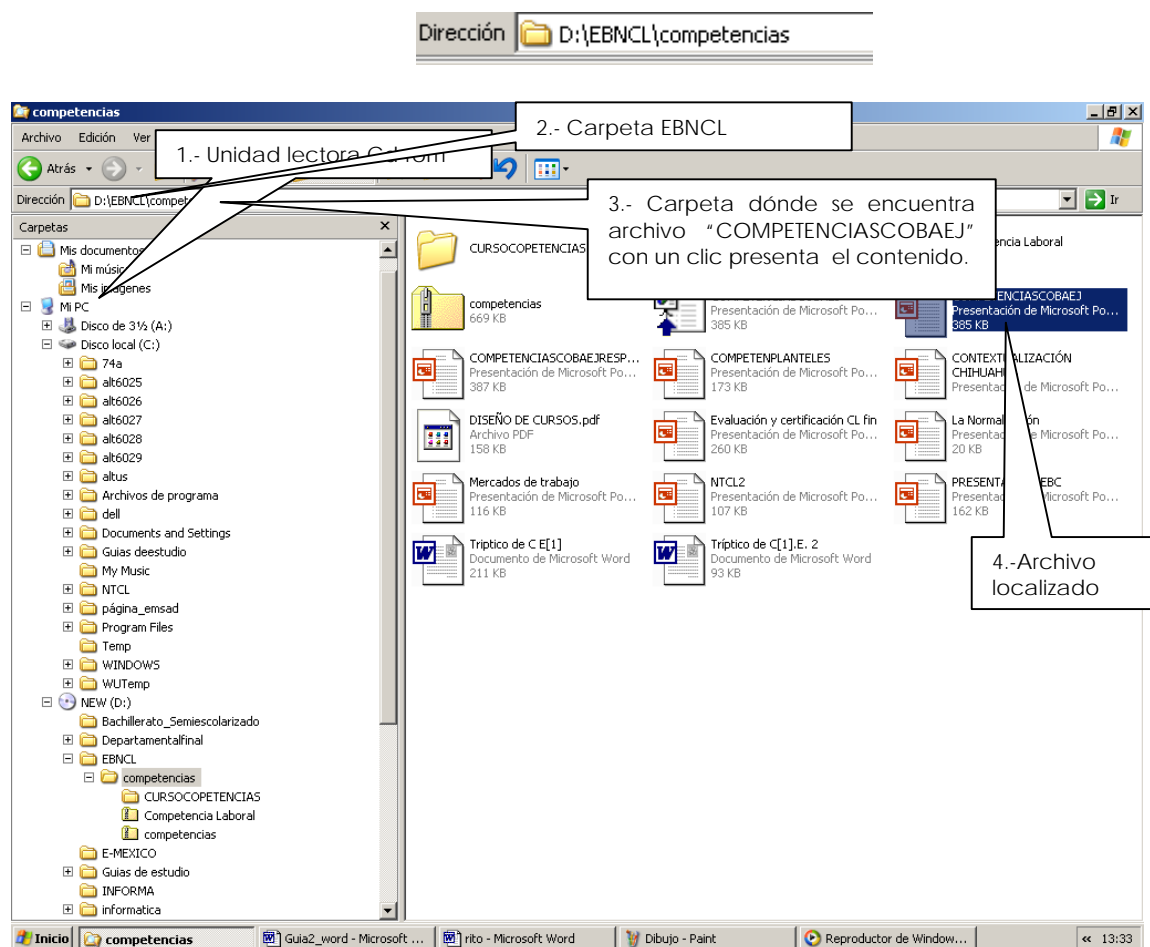 Dirección D:\EBNCL\competencias
competencias
Archivo Edición Ver
2.- Carpeta EBNCL
1.- Unidad lectora Cd-rom
Atrás
Dirección D:\EBNCL\compet
Ir
3.- Carpeta dónde se encuentra
archivo “COMPETENCIASCOBAEJ”
con un clic presenta el contenido.
Carpetas
Mis documentos
Mi músic
Mis imágenes
Mi PC
Disco de 3½ (A:)
Disco local (C:)
74a
alt6025
alt6026
alt6027
alt6028
alt6029
altus
Archivos de programa
dell
Documents and Settings
Guias deestudio
My Music
NTCL
página_emsad
Program Files
Temp
WINDOWS
WUTemp
NEW (D:)
Bachillerato_Semiescolarizado
Departamentalfinal
EBNCL
competencias
CURSOCOPETENCIAS
Competencia Laboral
competencias
E-MEXICO
Guias de estudio
INFORMA
informatica
CURSOCOPETENCIAS
encia Laboral
competencias
669 KB
Presentación de Microsoft Po...
385 KB
ENCIASCOBAEJ
Presentación de Microsoft Po...
385 KB
COMPETENCIASCOBAEJRESP...
Presentación de Microsoft Po...
387 KB
COMPETENPLANTELES
Presentación de Microsoft Po...
173 KB
CONTEXTUALIZACIÓN
CHIHUAHU
Presentación de Microsoft Po...
DISEÑO DE CURSOS.pdf
Archivo PDF
158 KB
Evaluación y certificación CL fin
Presentación de Microsoft Po...
260 KB
La Normali ón
Presentac e Microsoft Po...
20 KB
Mercados de trabajo
Presentación de Microsoft Po...
116 KB
NTCL2
Presentación de Microsoft Po...
107 KB
PRESENTA EBC
Presentac e Microsoft Po...
162 KB
Triptico de C E[1]
Documento de Microsoft Word
211 KB
Tríptico de C[1].E. 2
Documento de Microsoft Word
93 KB
4.-Archivo
localizado
Inicio competencias Guia2_word - Microsoft ... rito - Microsoft Word Dibujo - Paint Reproductor de Window... « 13:33